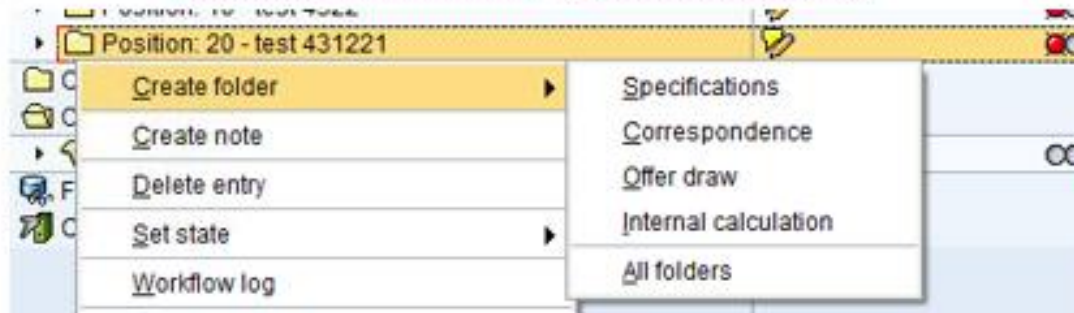 Position: 20 - test 431221
Create folder
Create note
Delete entry
Set state
Workflow log
Specifications
Correspondence
Offer draw
Internal calculation
All folders